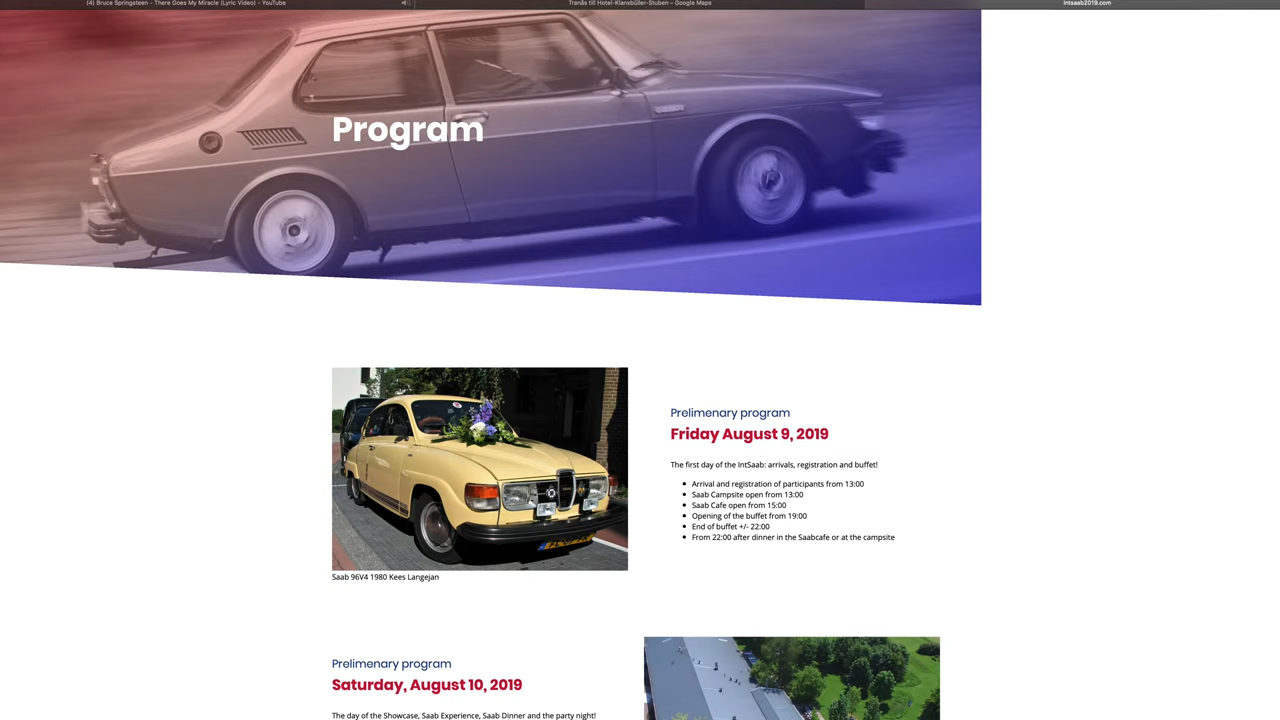 (4) Bruce Springsteen - There Goes My Miracle (Lyric Video) - YouTube
Tranås till Hotel-Klanxbüller-Stuben – Google Maps
Intsaab2019.com
Program
Prelimenary program
Friday August 9, 2019
The first day of the IntSaab: arrivals, registration and buffet!
Arrival and registration of participants from 13:00
Saab Campsite open from 13:00
Saab Cafe open from 15:00
Opening of the buffet from 19:00
End of buffet +/- 22:00
From 22:00 after dinner in the Saabcafe or at the campsite
Saab 96V4 1980 Kees Langejan
Prelimenary program
Saturday, August 10, 2019
The day of the Showcase, Saab Experience, Saab Dinner and the party night!